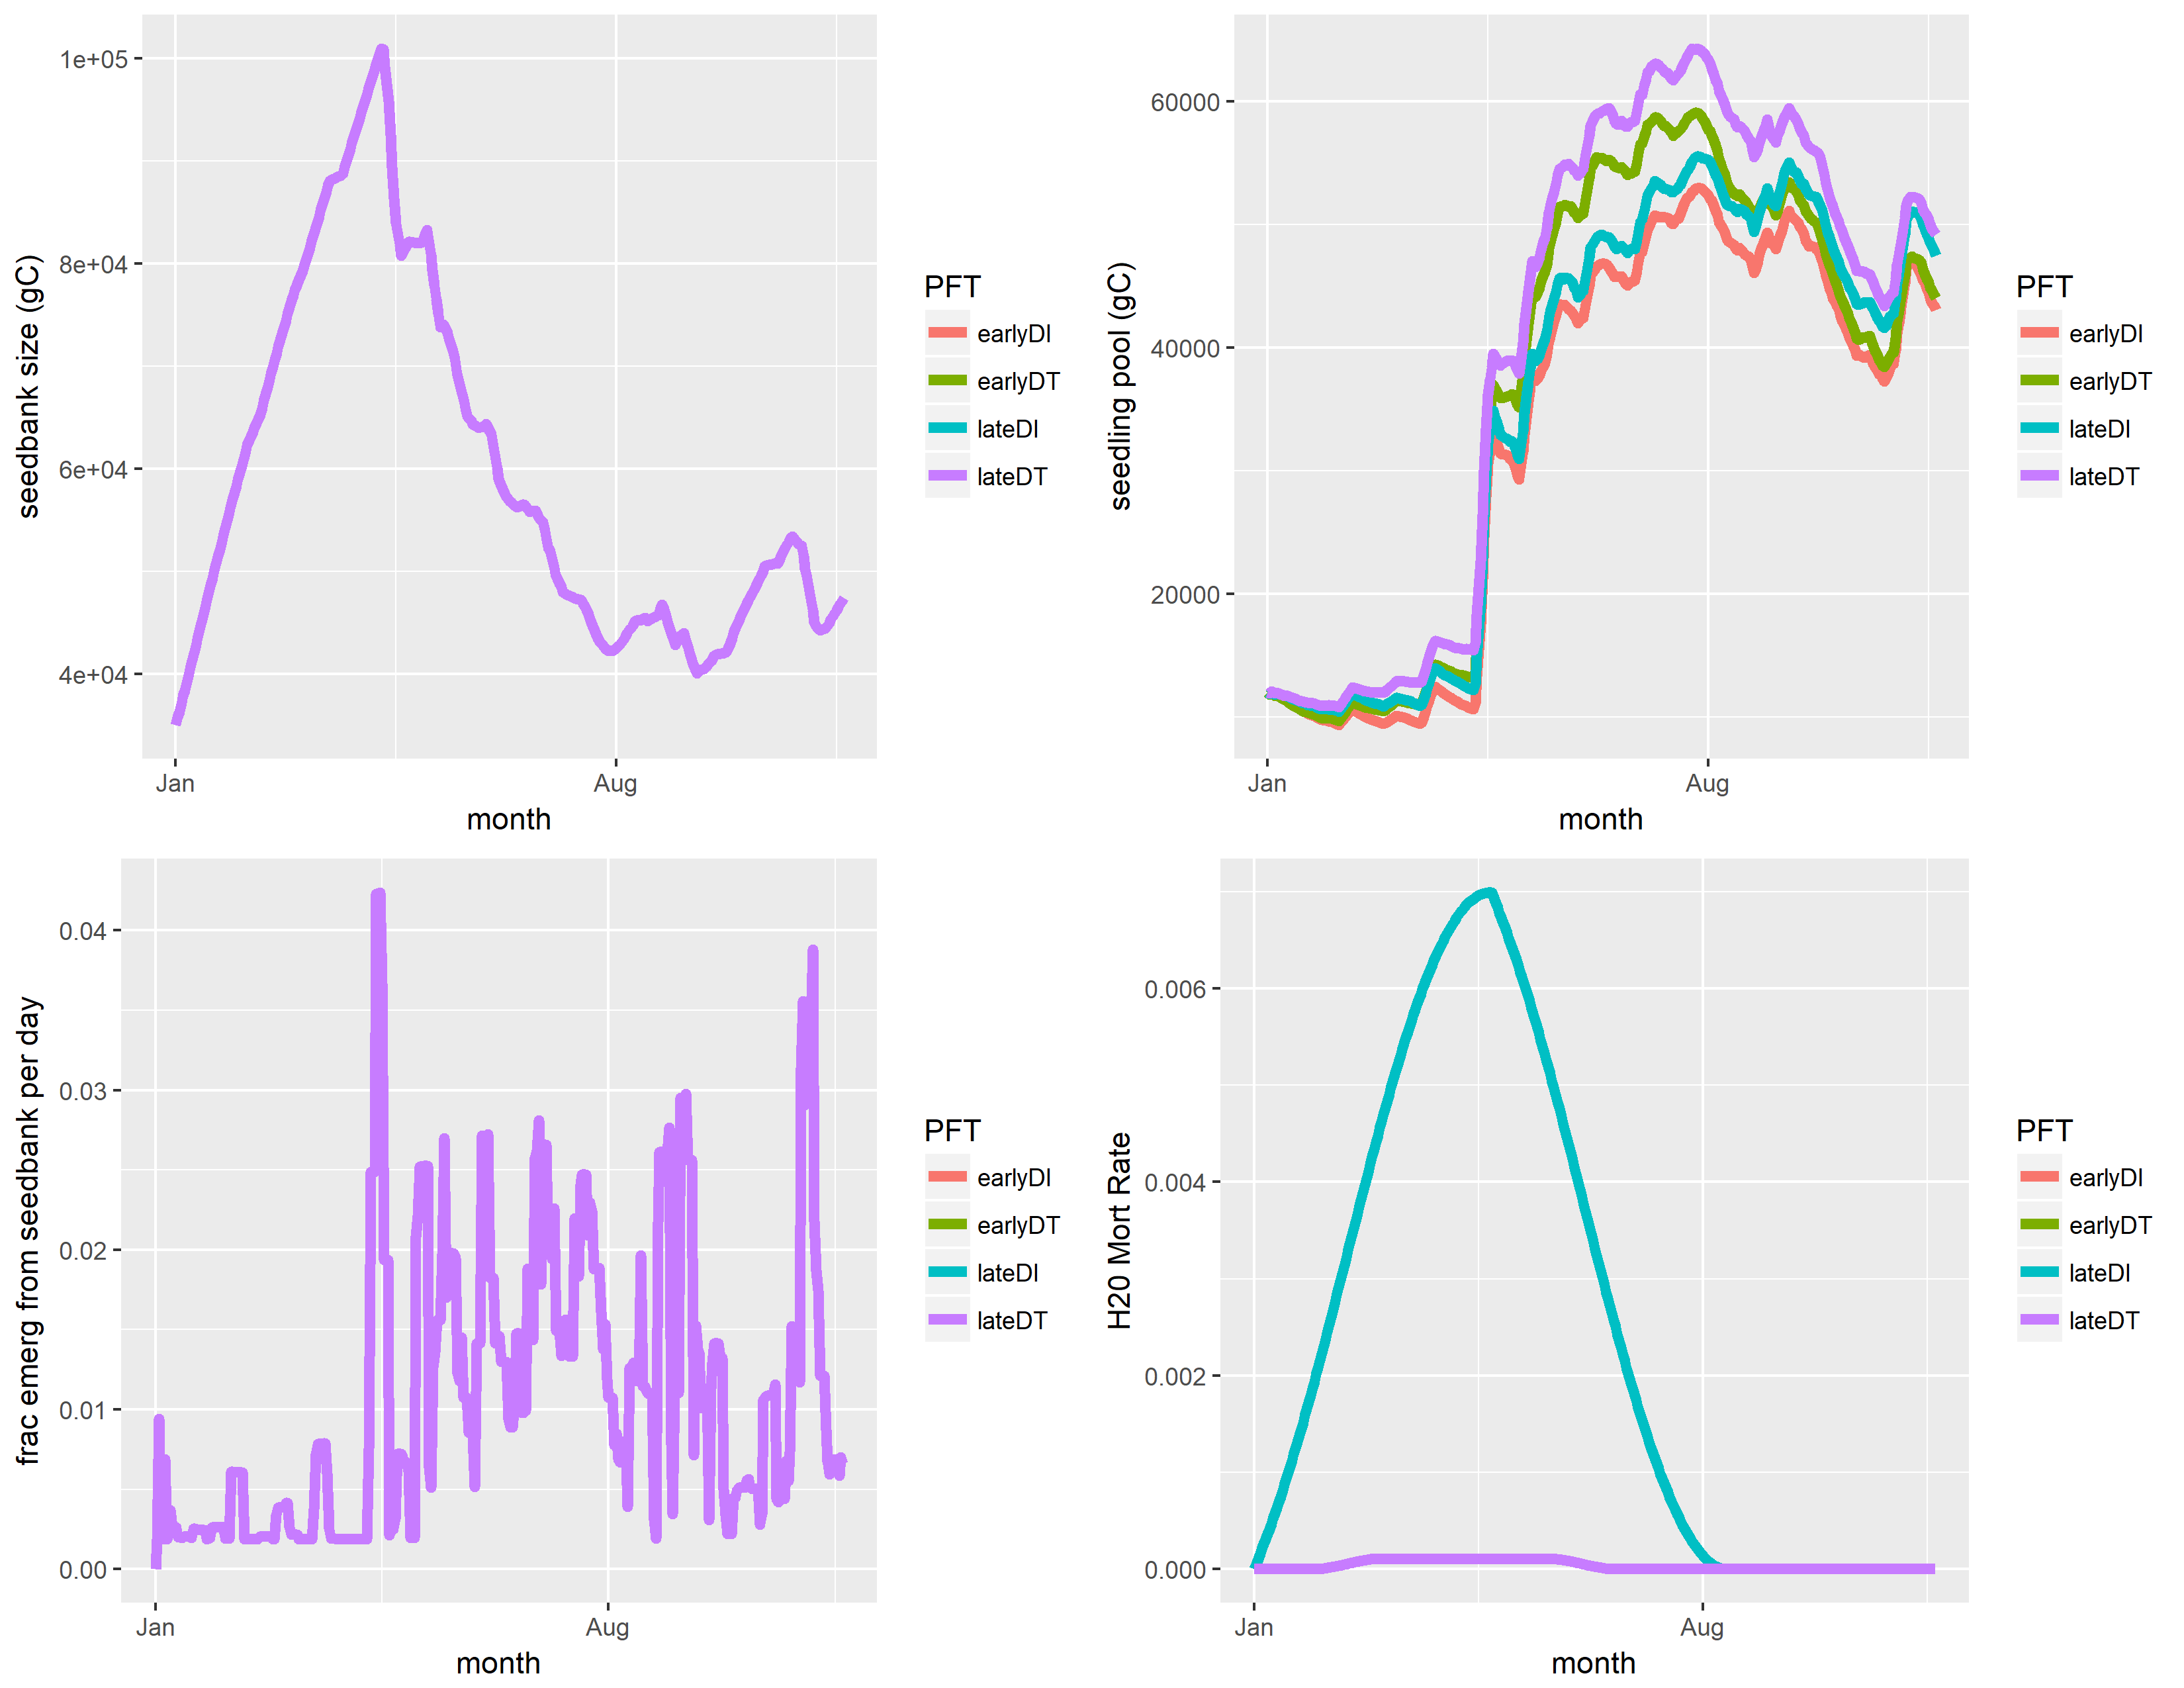 seedbank size (gC)
1e+05
8e+04
6e+04
4e+04
Jan
Aug
month
PFT
earlyDI
earlyDT
lateDI
lateDT
seedling pool (gC)
60000
40000
20000
Jan
Aug
month
PFT
earlyDI
earlyDT
lateDI
lateDT
frac emerg from seedbank per day
0.04
0.03
0.02
0.01
0.00
Jan
Aug
month
PFT
earlyDI
earlyDT
lateDI
lateDT
H20 Mort Rate
0.006
0.004
0.002
0.000
Jan
Aug
month
PFT
earlyDI
earlyDT
lateDI
lateDT